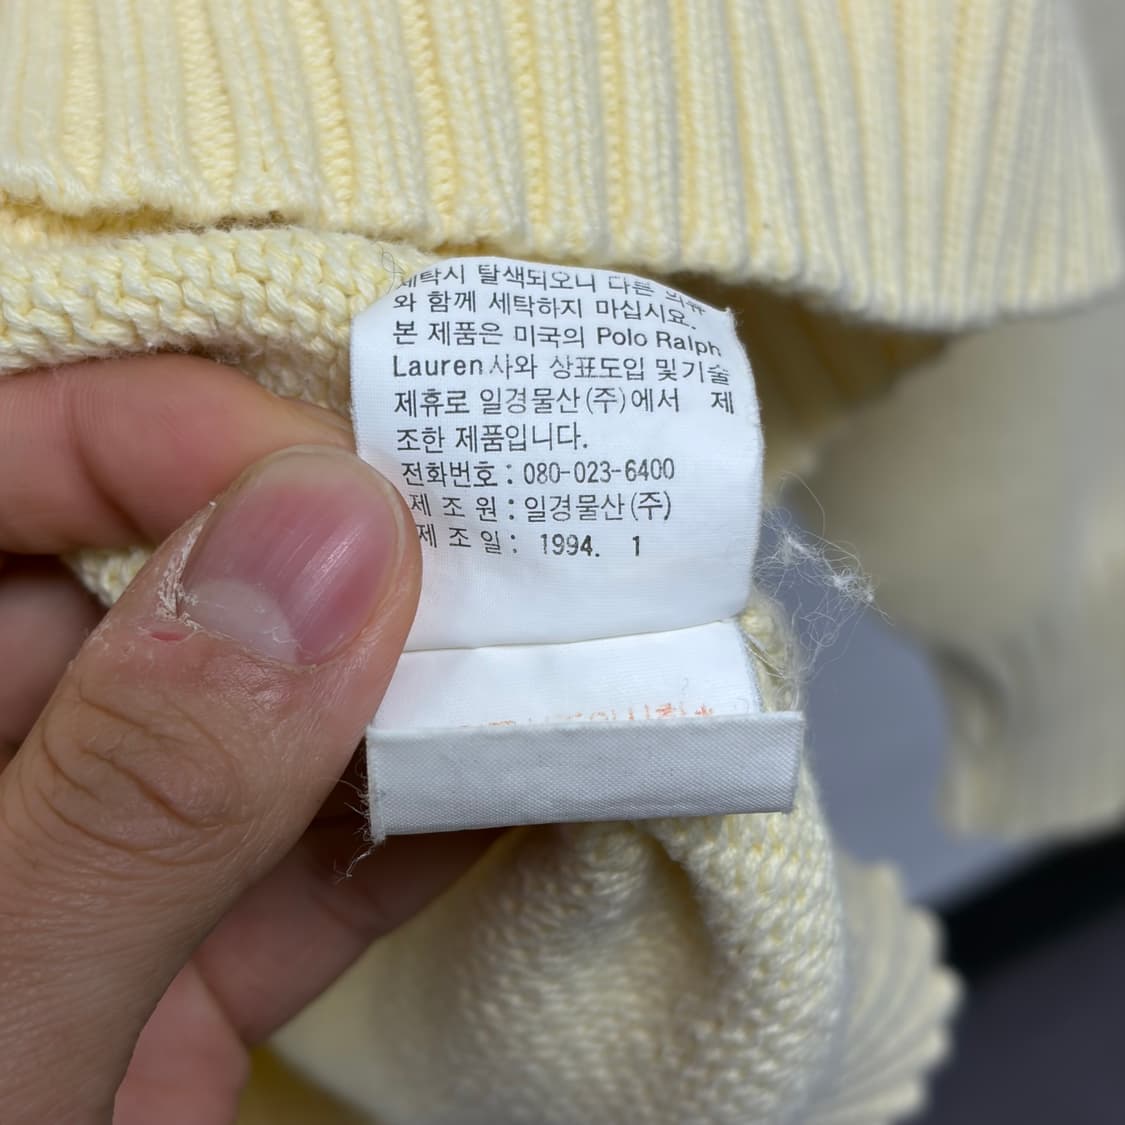 세탁시 탈색되오니 다른 의류
와 함께 세탁하지 마십시요.
본 제품은 미국의 Polo Ralph
Lauren사와 상표도입 및기술
제휴로 일경물산(주)에서 제
조한 제품입니다.
전화번호 : 080-023-6400
제 조 원 : 일경물산(주)
제 조 일 : 1994. 1